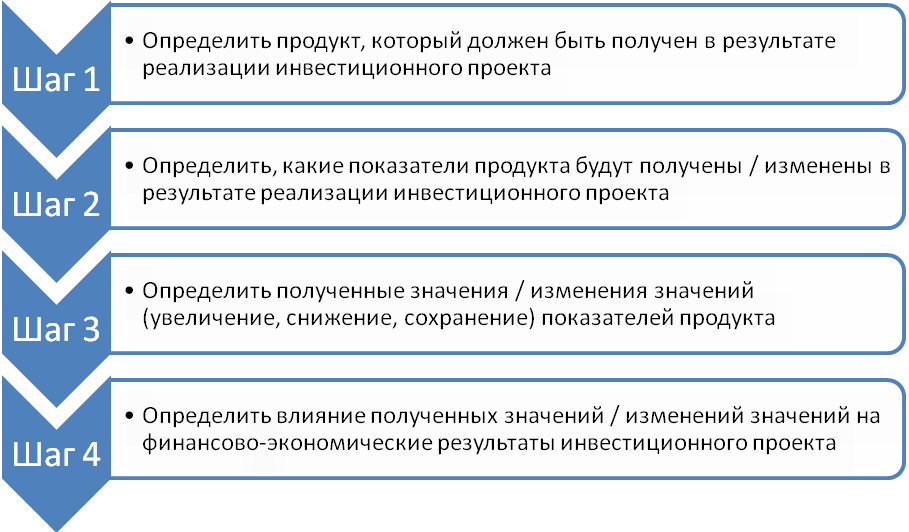 Шаг 1
• Определить продукт, который должен быть получен в результате
реализации инвестиционного проекта
Шаг 2
• Определить, какие показатели продукта будут получены / изменены в
результате реализации инвестиционного проекта
Шаг 3
• Определить полученные значения / изменения значений
(увеличение, снижение, сохранение) показателей продукта
Шаг 4
• Определить влияние полученных значений / изменений значений на
финансово-экономические результаты инвестиционного проекта